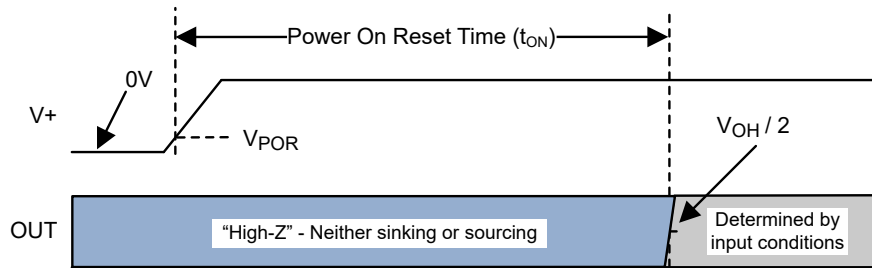 Power On Reset Time (tON)
0V
V+
VPOR
VOH / 2
OUT
“High-Z” - Neither sinking or sourcing
Determined by
input conditions